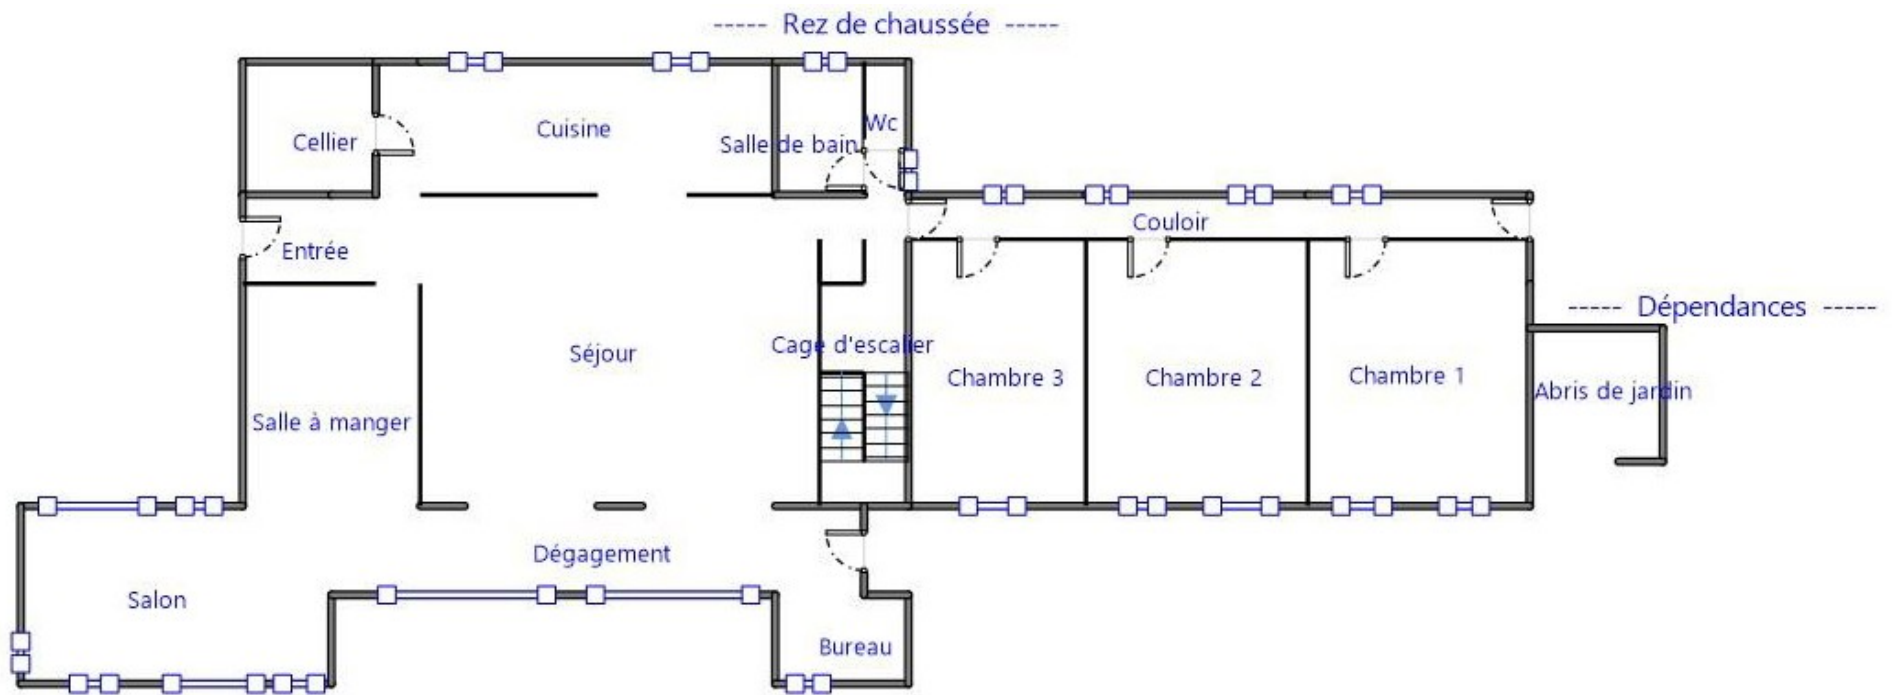 ----- Rez de chaussée -----
Cellier
Cuisine
Salle de bain
Wc
Entrée
Couloir
----- Dépendances -----
Séjour
Cage d'escalier
Chambre 3
Chambre 2
Chambre 1
Abris de jardin
Salle à manger
Dégagement
Salon
Bureau